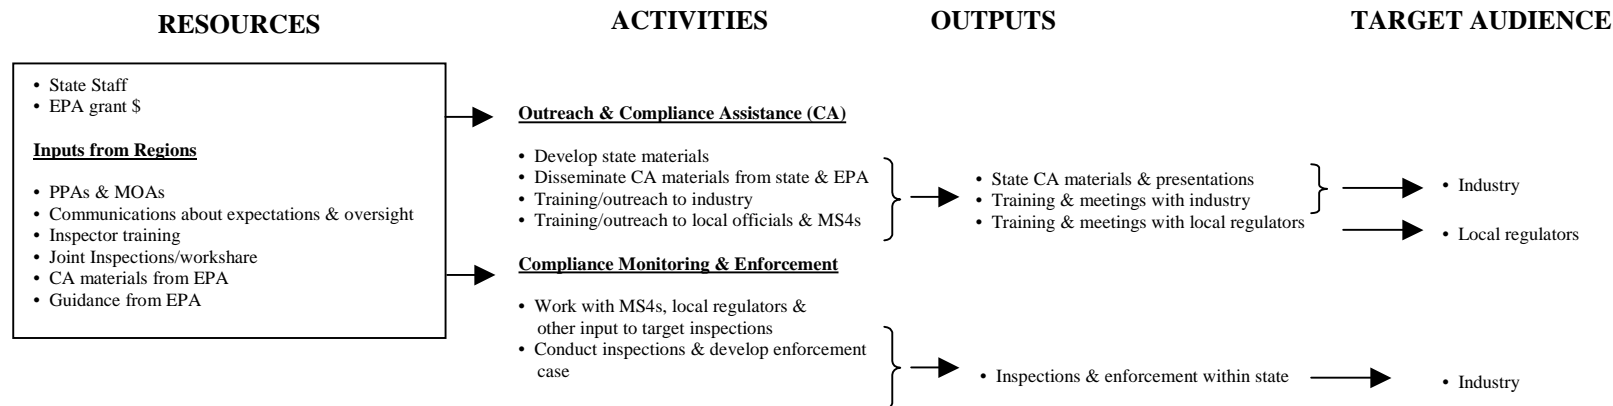 RESOURCES
ACTIVITIES
OUTPUTS
TARGET AUDIENCE
• State Staff
• EPA grant $
Inputs from Regions
• PPAs & MOAs
• Communications about expectations & oversight
• Inspector training
• Joint Inspections/workshare
• CA materials from EPA
• Guidance from EPA
Outreach & Compliance Assistance (CA)
• Develop state materials
• Disseminate CA materials from state & EPA
• Training/outreach to industry
• Training/outreach to local officials & MS4s
Compliance Monitoring & Enforcement
• Work with MS4s, local regulators &
other input to target inspections
• Conduct inspections & develop enforcement
case
• State CA materials & presentations
• Training & meetings with industry
• Training & meetings with local regulators
• Inspections & enforcement within state
• Industry
• Local regulators
• Industry